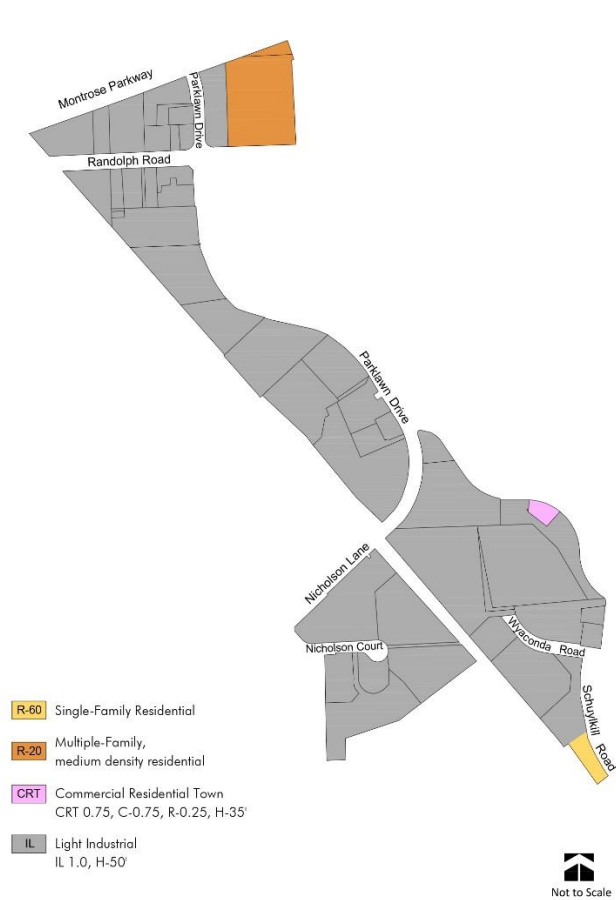 Montrose Parkway
Parklawn Drive
Randolph Road
Parklawn Drive
Nicholson Lane
Nicholson Court
Wyaconda Road
Schuylkill Road
R-60 Single-Family Residential
R-20 Multiple-Family,
medium density residential
CRT Commercial Residential Town
CRT 0.75, C-0.75, R-0.25, H-35'
IL Light Industrial
IL 1.0, H-50'
Not to Scale